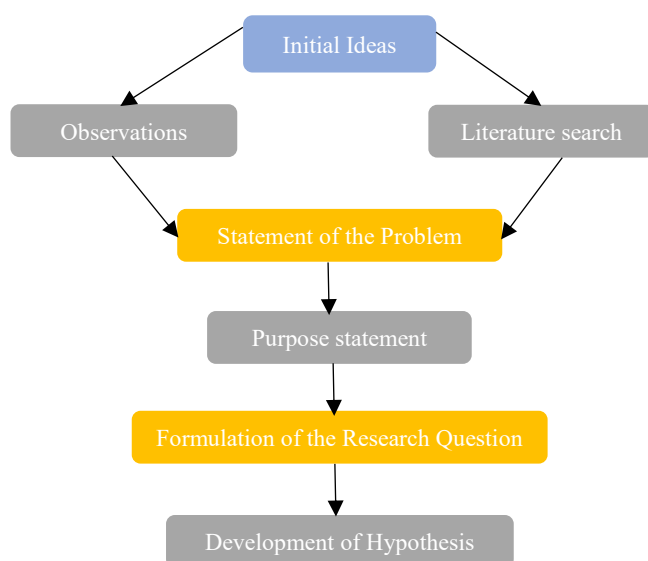 Initial Ideas
Observations
Literature search
Statement of the Problem
Purpose statement
Formulation of the Research Question
Development of Hypothesis